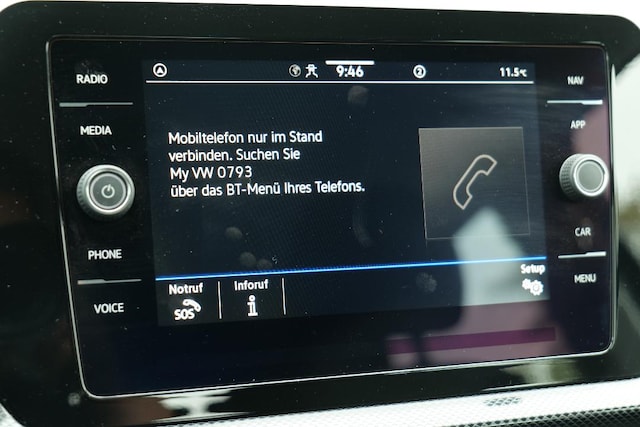 RADIO
MEDIA
PHONE
VOICE
9:46
2
11.5°C
Mobiltelefon nur im Stand
verbinden. Suchen Sie
My VW 0793
über das BT-Menü Ihres Telefons.
Notruf
SOS
Inforuf
Setup
NAV
APP
CAR
MENU